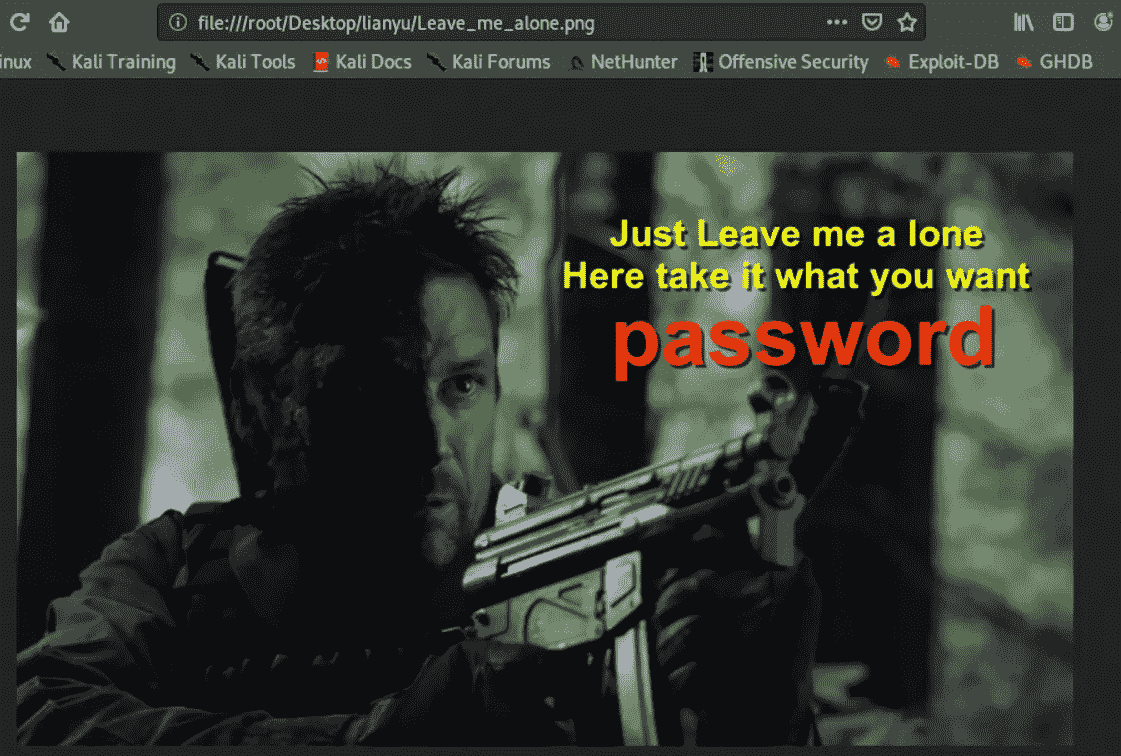 file:///root/Desktop/lianyu/Leave_me_alone.png
inux Kali Training Kali Tools Kali Docs Kali Forums NetHunter Offensive Security Exploit-DB GHDB
Just Leave me a lone
Here take it what you want
password